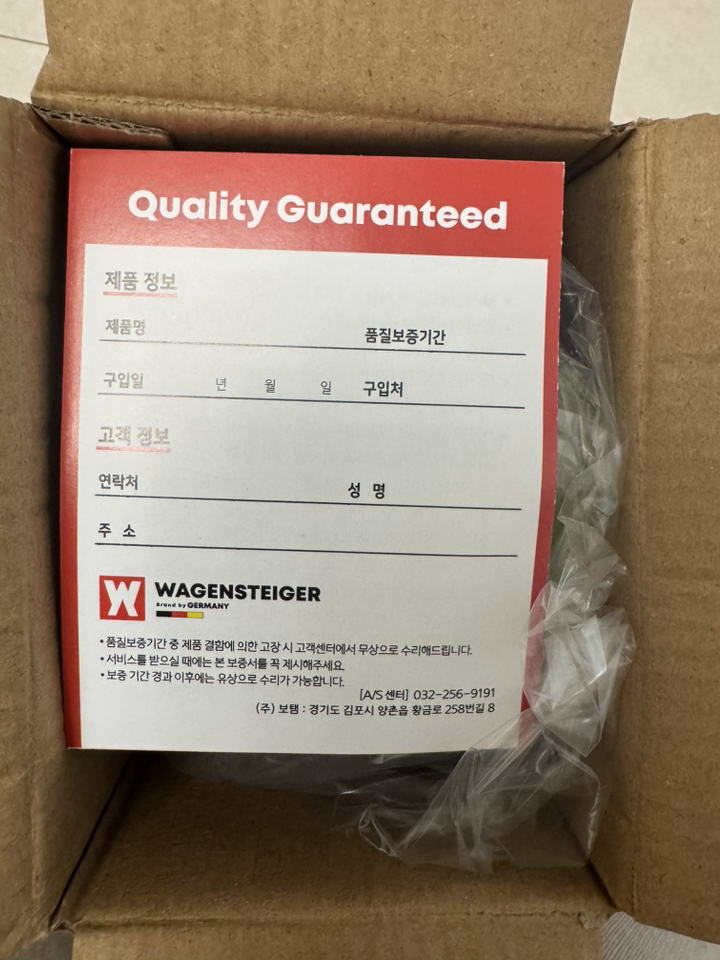 Quality Guaranteed
제품 정보
제품명 품질보증기간
구입일 년 월 일 구입처
고객 정보
연락처 성 명
주 소
W WAGENSTEIGER
Brand by GERMANY
• 품질보증기간 중 제품 결함에 의한 고장 시 고객센터에서 무상으로 수리해드립니다.
• 서비스를 받으실 때에는 본 보증서를 꼭 제시해주세요.
• 보증 기간 경과 이후에는 유상으로 수리가 가능합니다.
[A/S 센터] 032-256-9191
(주) 보탬 : 경기도 김포시 양촌읍 황금로 258번길 8